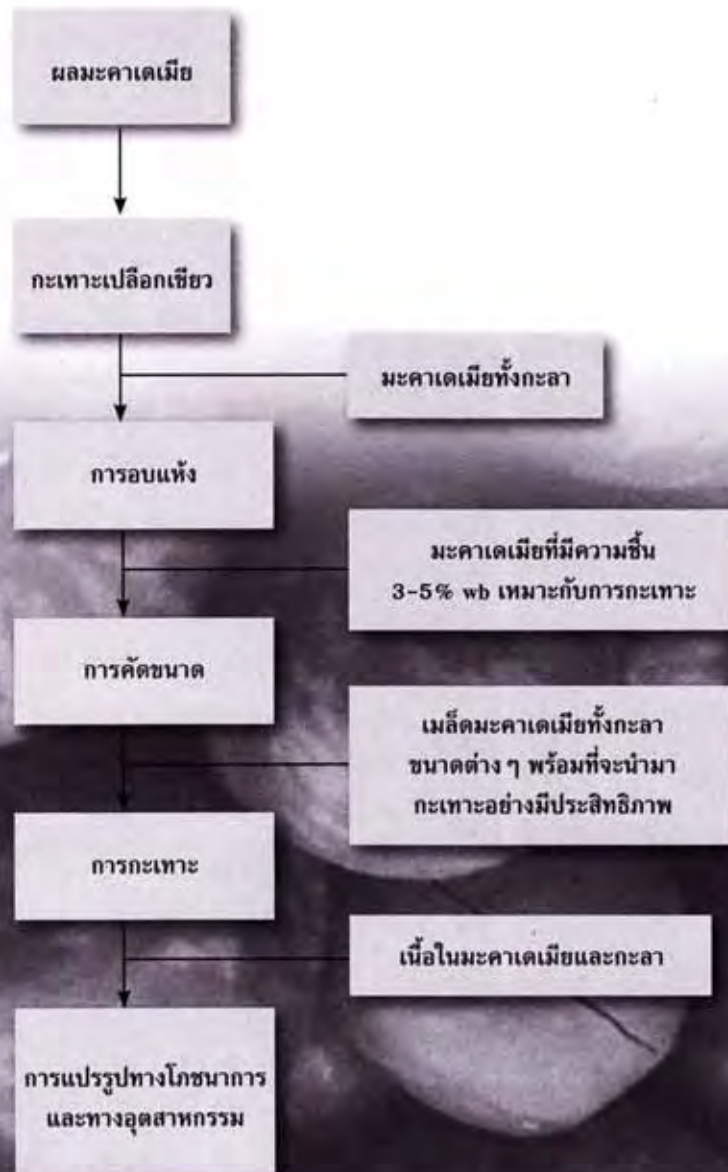 ผลมะคาเดเมีย
กะเทาะเปลือกเขียว
มะคาเดเมียทั้งกะลา
การอบแห้ง
มะคาเดเมียที่มีความชื้น
3-5% wb เหมาะกับการกะเทาะ
การคัดขนาด
เมล็ดมะคาเดเมียทั้งกะลา
ขนาดต่าง ๆ พร้อมที่จะนำมา
กะเทาะอย่างมีประสิทธิภาพ
การกะเทาะ
เนื้อในมะคาเดเมียและกะลา
การแปรรูปทางโภชนาการ
และทางอุตสาหกรรม